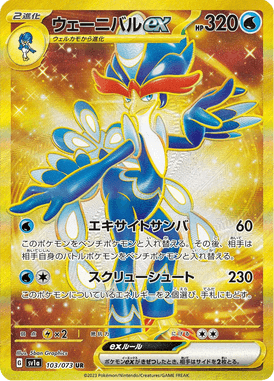 2進化 ウェーニバルex HP320
ウェルカモから進化
エキサイトサンバ 60
このポケモンをベンチポケモンと入れ替える。その後、相手は
相手自身のバトルポケモンをベンチポケモンと入れ替える。
スクリューシュート 230
このポケモンについているエネルギーを2個選び、手札にもどす。
弱点 ×2 抵抗力
exルール
ポケモンexがきぜつしたとき、相手はサイドを2枚とる。
Illus. 5ban Graphics
sv1a 103/073 UR
©2023 Pokémon/Nintendo/Creatures/GAME FREAK.